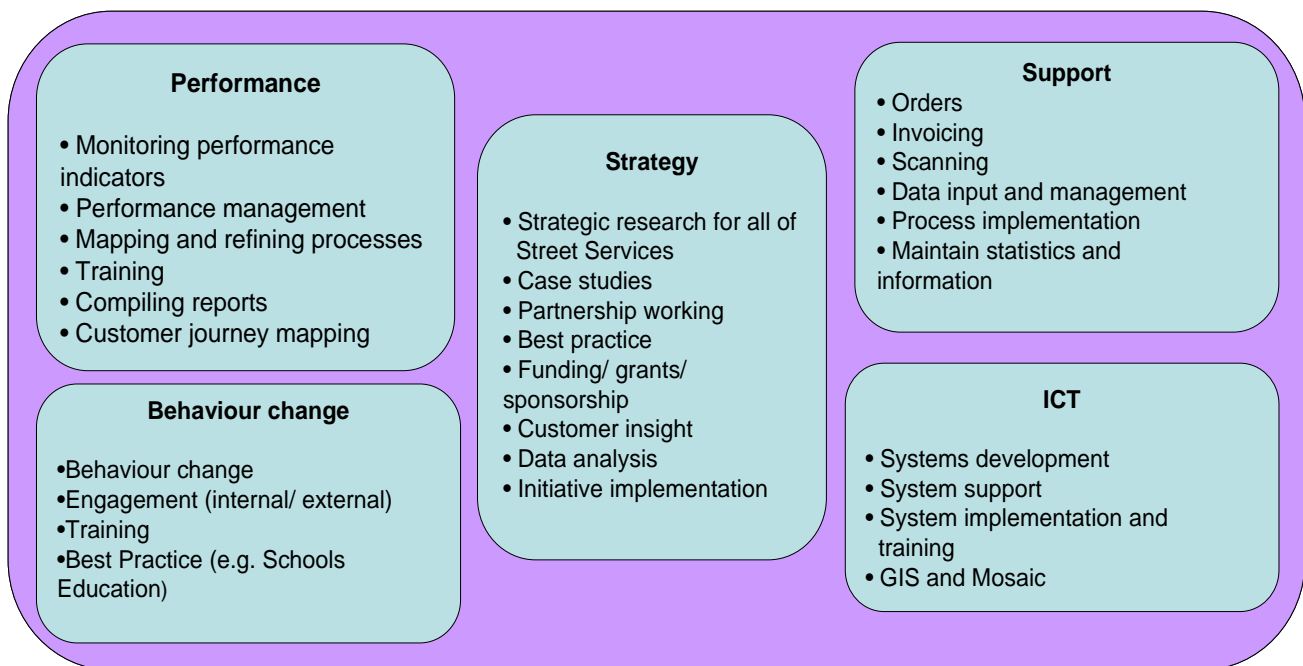 Performance
• Monitoring performance
indicators
• Performance management
• Mapping and refining processes
• Training
• Compiling reports
• Customer journey mapping
Behaviour change
•Behaviour change
•Engagement (internal/ external)
•Training
•Best Practice (e.g. Schools
Education)
Strategy
• Strategic research for all of
Street Services
• Case studies
• Partnership working
• Best practice
• Funding/ grants/
sponsorship
• Customer insight
• Data analysis
• Initiative implementation
Support
• Orders
• Invoicing
• Scanning
• Data input and management
• Process implementation
• Maintain statistics and
information
ICT
• Systems development
• System support
• System implementation and
training
• GIS and Mosaic